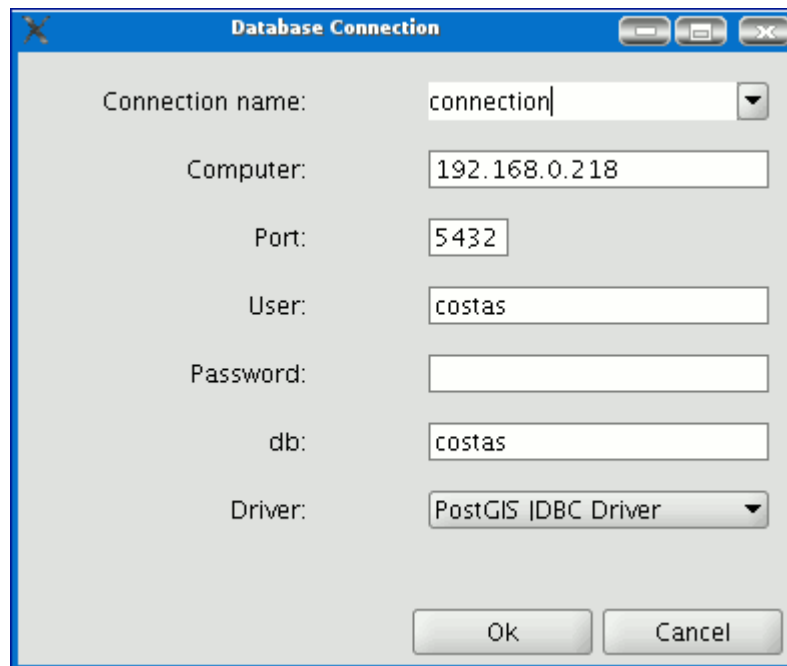 Database Connection
Connection name: connection
Computer: 192.168.0.218
Port: 5432
User: costas
Password:
db: costas
Driver: PostGIS JDBC Driver
Ok Cancel